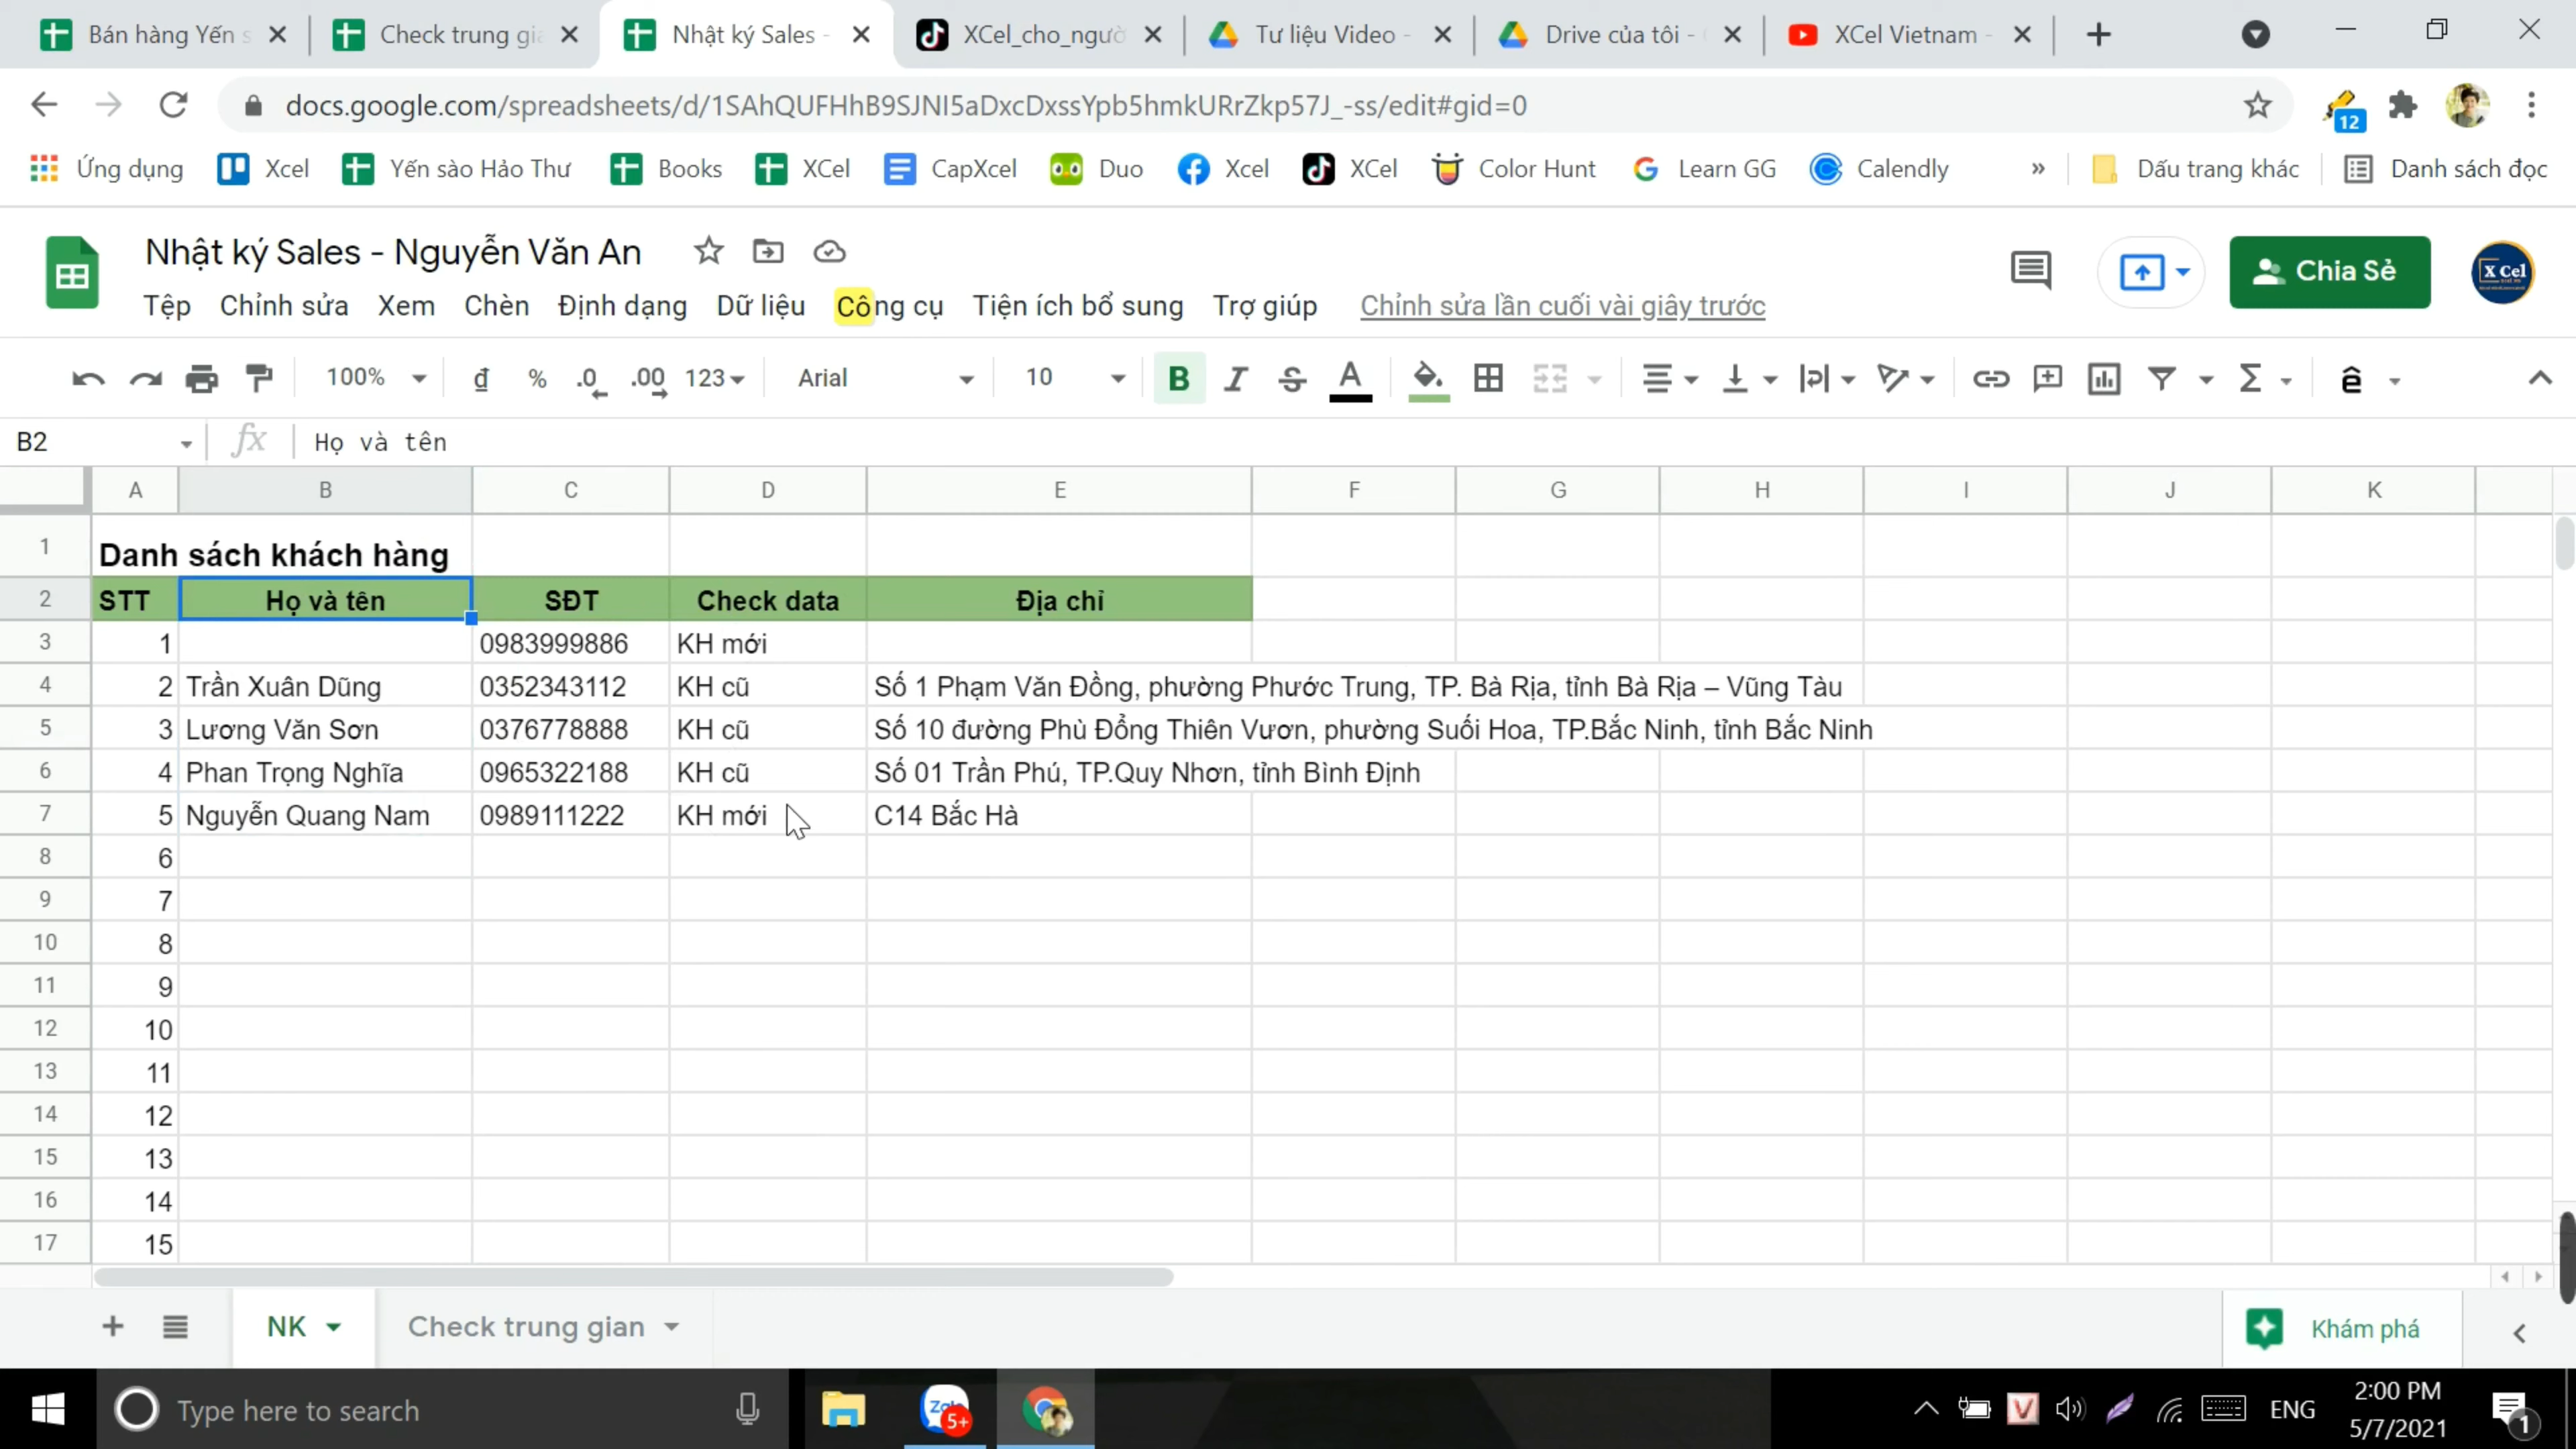 Bán hàng Yến s
Check trung gia
Nhật ký Sales -
XCel_cho_ngườ
Tư liệu Video -
Drive của tôi -
XCel Vietnam -
docs.google.com/spreadsheets/d/1SAhQUFHhB9SJNI5aDxcDxssYpb5hmkURrZkp57J_-ss/edit#gid=0
12
Ứng dụng Xcel Yến sào Hảo Thư Books XCel CapXcel Duo Xcel XCel Color Hunt Learn GG Calendly » Dấu trang khác Danh sách đọc
Nhật ký Sales - Nguyễn Văn An
Chia Sẻ
X Cel
Tệp Chỉnh sửa Xem Chèn Định dạng Dữ liệu Công cụ Tiện ích bổ sung Trợ giúp Chỉnh sửa lần cuối vài giây trước
100% đ % .0 .00 123 Arial 10 B I S A Σ ê
B2 fx Họ và tên
A B C D E F G H I J K
1 Danh sách khách hàng
2 STT Họ và tên SĐT Check data Địa chỉ
3 1 0983999886 KH mới
4 2 Trần Xuân Dũng 0352343112 KH cũ Số 1 Phạm Văn Đồng, phường Phước Trung, TP. Bà Rịa, tỉnh Bà Rịa – Vũng Tàu
5 3 Lương Văn Sơn 0376778888 KH cũ Số 10 đường Phù Đổng Thiên Vươn, phường Suối Hoa, TP.Bắc Ninh, tỉnh Bắc Ninh
6 4 Phan Trọng Nghĩa 0965322188 KH cũ Số 01 Trần Phú, TP.Quy Nhơn, tỉnh Bình Định
7 5 Nguyễn Quang Nam 0989111222 KH mới C14 Bắc Hà
8 6
9 7
10 8
11 9
12 10
13 11
14 12
15 13
16 14
17 15
NK Check trung gian Khám phá
Type here to search
Zalo 5+
V ENG
2:00 PM
5/7/2021
1